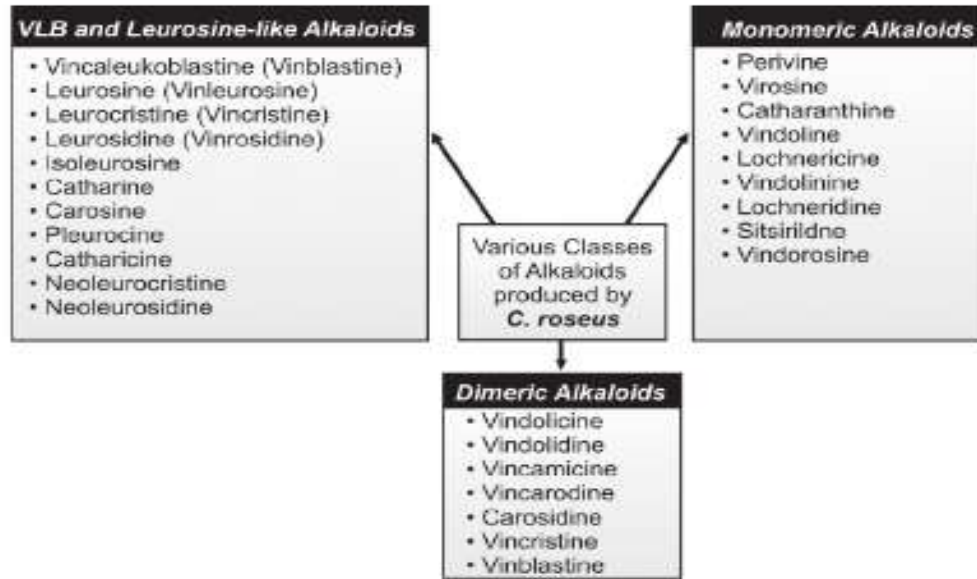 VLB and Leurosine-like Alkaloids
• Vincaleukoblastine (Vinblastine)
• Leurosine (Vinleurosine)
• Leurocristine (Vincristine)
• Leurosidine (Vinrosidine)
• Isoleurosine
• Catharine
• Carosine
• Pleurocine
• Catharicine
• Neoleurocristine
• Neoleurosidine
Monomeric Alkaloids
• Perivine
• Virosine
• Catharanthine
• Vindoline
• Lochnericine
• Vindolinine
• Lochneridine
• Sitsirildne
• Vindorosine
Various Classes
of Alkaloids
produced by
C. roseus
Dimeric Alkaloids
• Vindolicine
• Vindolidine
• Vincamicine
• Vincarodine
• Carosidine
• Vincristine
• Vinblastine